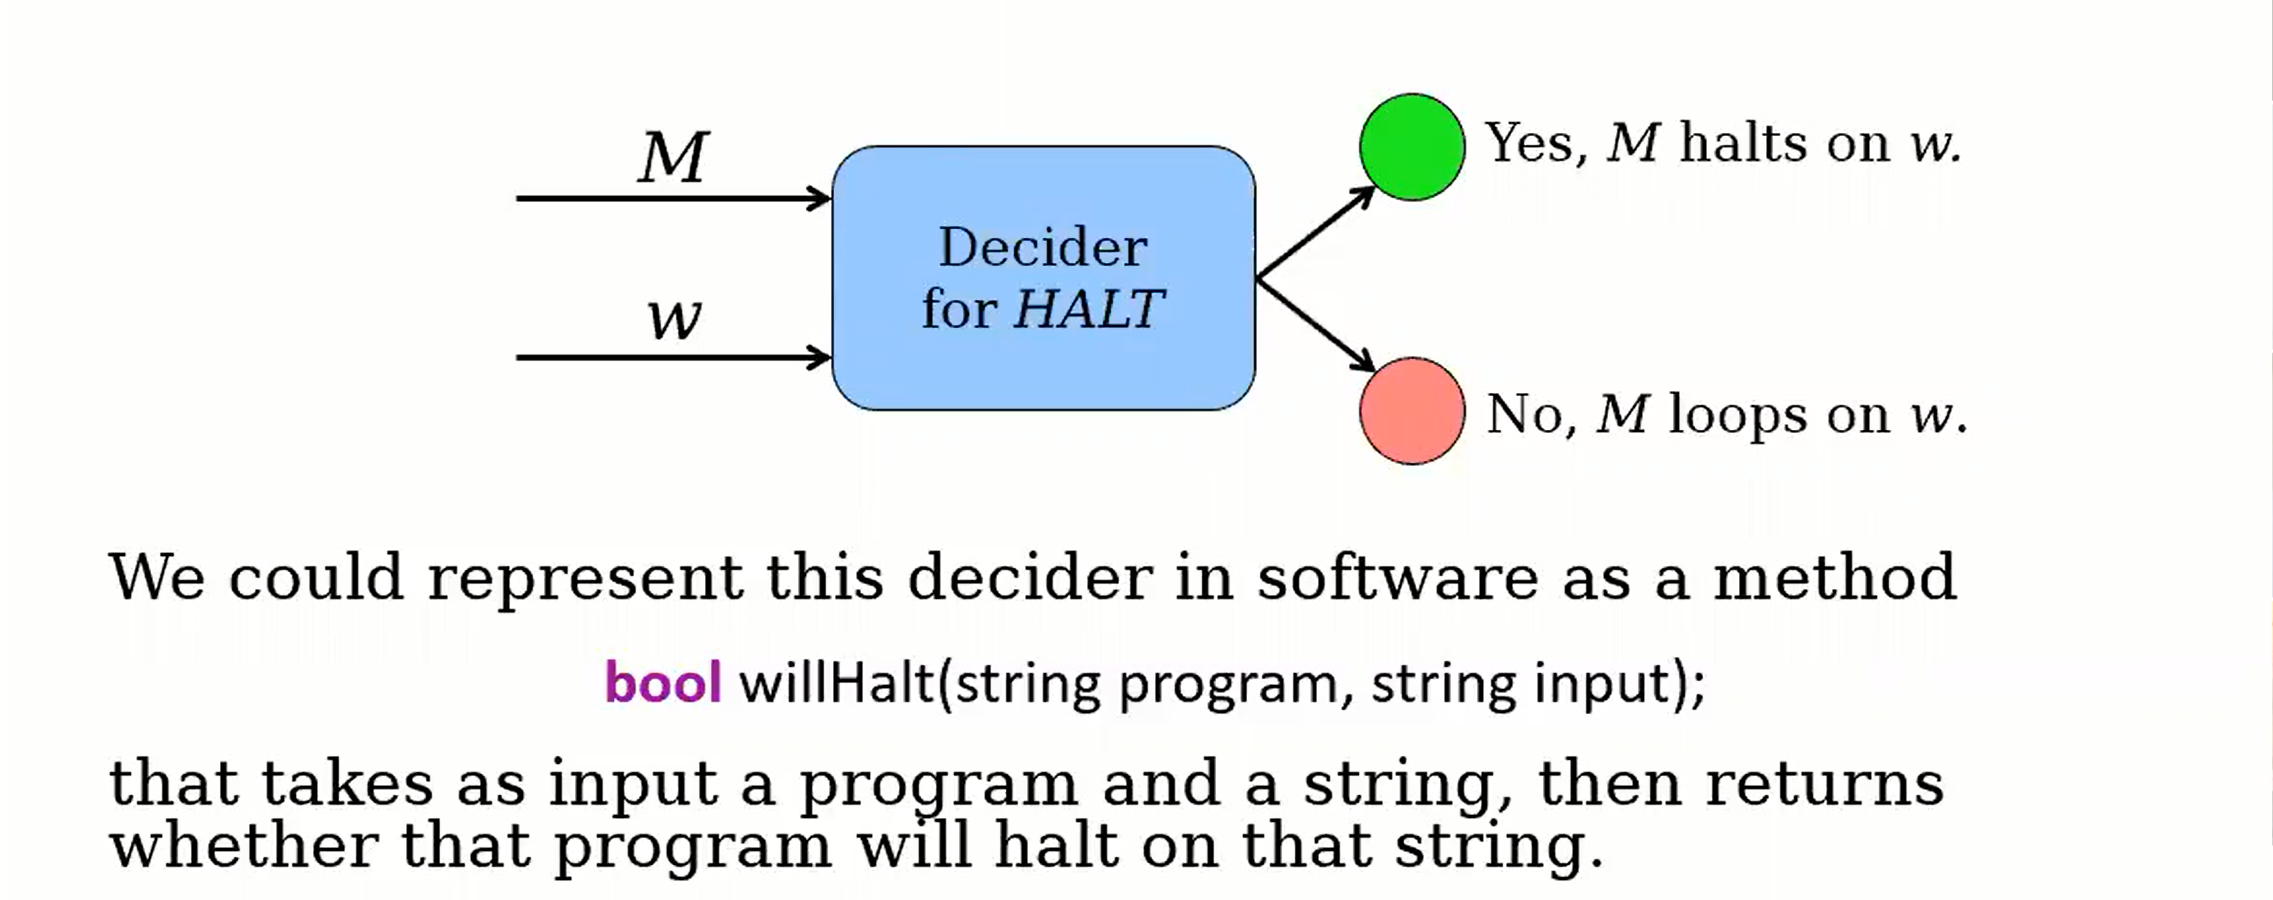 M
w
Decider
for HALT
Yes, M halts on w.
No, M loops on w.
We could represent this decider in software as a method
bool willHalt(string program, string input);
that takes as input a program and a string, then returns
whether that program will halt on that string.